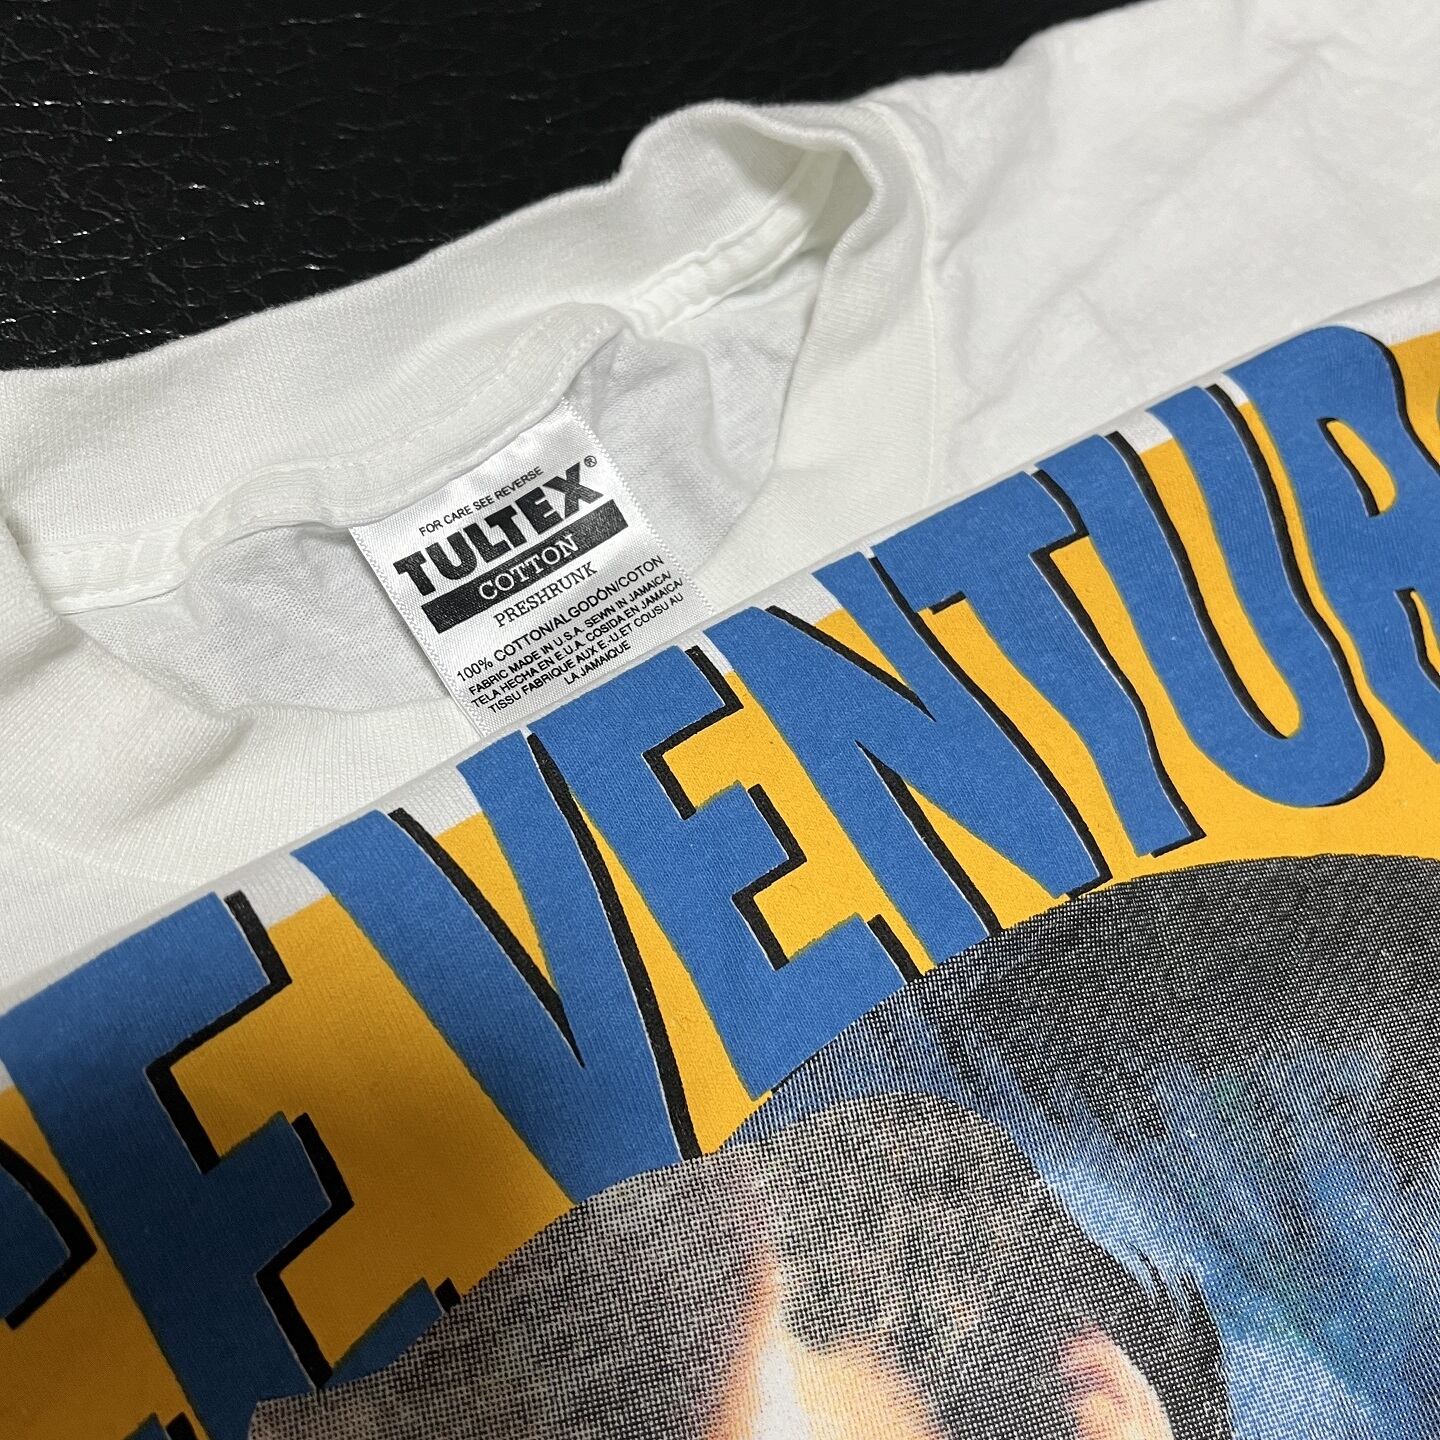 FOR CARE SEE REVERSE
TULTEX®
COTTON
PRESHRUNK
100% COTTON/ALGODÓN/COTON
FABRIC MADE IN U.S.A. SEWN IN JAMAICA/
TELA HECHA EN E.U.A. COSIDA EN JAMAICA/
TISSU FABRIQUE AUX E.-U.ET COUSU AU
LA JAMAIQUE
E VENTURA